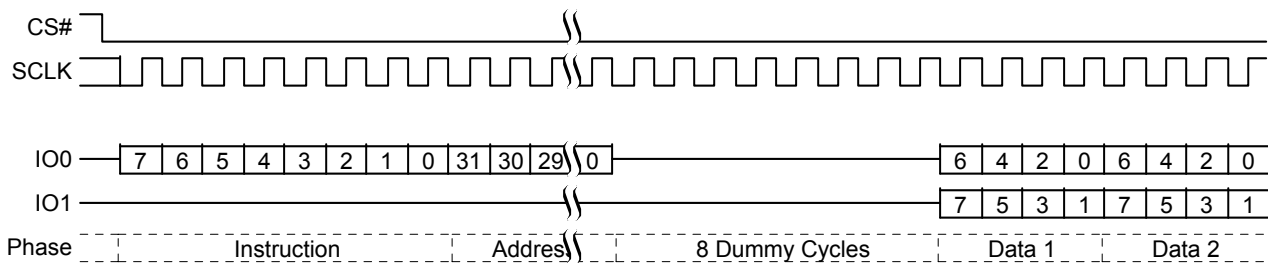 CS#
SCLK
IO0 7 6 5 4 3 2 1 0 31 30 29 0 6 4 2 0 6 4 2 0
IO1 7 5 3 1 7 5 3 1
Phase Instruction Address 8 Dummy Cycles Data 1 Data 2